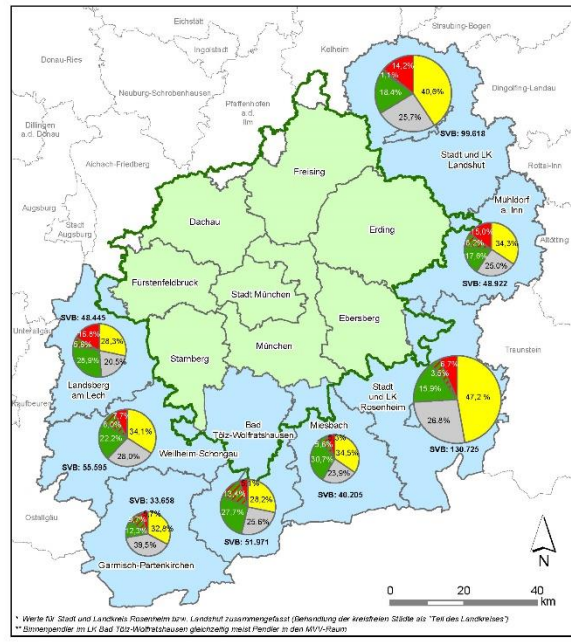 Eichstätt
Straubing-Bogen
Donau-Ries
Ingolstadt
Kelheim
Neuburg-Schrobenhausen
Dingolfing-Landau
Pfaffenhofen
a.d.
Ilm
Dillingen
a.d. Donau
Aichach-Friedberg
Rottal-Inn
Augsburg
Stadt
Augsburg
Altötting
Unterallgäu
Traunstein
Kaufbeuren
Ostallgäu
14,2%
1,1%
40,6%
18,4%
25,7%
SVB: 99.618
Stadt und LK
Landshut
Mühldorf
a. Inn
34,3%
25,0%
SVB: 48.922
Freising
Dachau
Erding
Fürstenfeldbruck
Stadt München
Ebersberg
Starnberg
München
SVB: 48.445
28,3%
28,9%
20,5%
Landsberg
am Lech
34,1%
22,2%
28,0%
SVB: 55.595
Weilheim-Schongau
Bad
Tölz-Wolfratshausen
28,2%
27,7%
25,6%
SVB: 51.971
Miesbach
34,5%
30,7%
23,9%
SVB: 40.205
Stadt
und LK
Rosenheim
47,2%
15,9%
26,8%
SVB: 130.725
SVB: 33.658
32,8%
12,3%
39,5%
Garmisch-Partenkirchen
N
0 20 40
km
* Werte für Stadt und Landkreis Rosenheim bzw. Landshut zusammengefasst (Behandlung der kreisfreien Städte als "Teil des Landkreises")
** Binnenpendler im LK Bad Tölz-Wolfratshausen gleichzeitig meist Pendler in den MVV-Raum